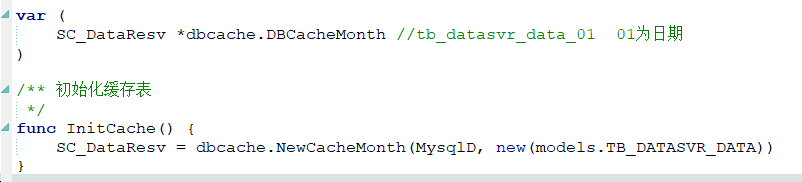 var (
SC_DataResv *dbcache.DBCacheMonth //tb_datasvr_data_01  01为日期
)
/** 初始化缓存表
*/
func InitCache() {
SC_DataResv = dbcache.NewCacheMonth(MysqlD, new(models.TB_DATASVR_DATA))
}